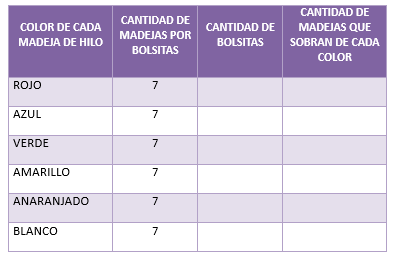 COLOR DE CADA MADEJA DE HILO | CANTIDAD DE MADEJAS POR BOLSITAS | CANTIDAD DE BOLSITAS | CANTIDAD DE MADEJAS QUE SOBRAN DE CADA COLOR
ROJO 7
AZUL 7
VERDE 7
AMARILLO 7
ANARANJADO 7
BLANCO 7